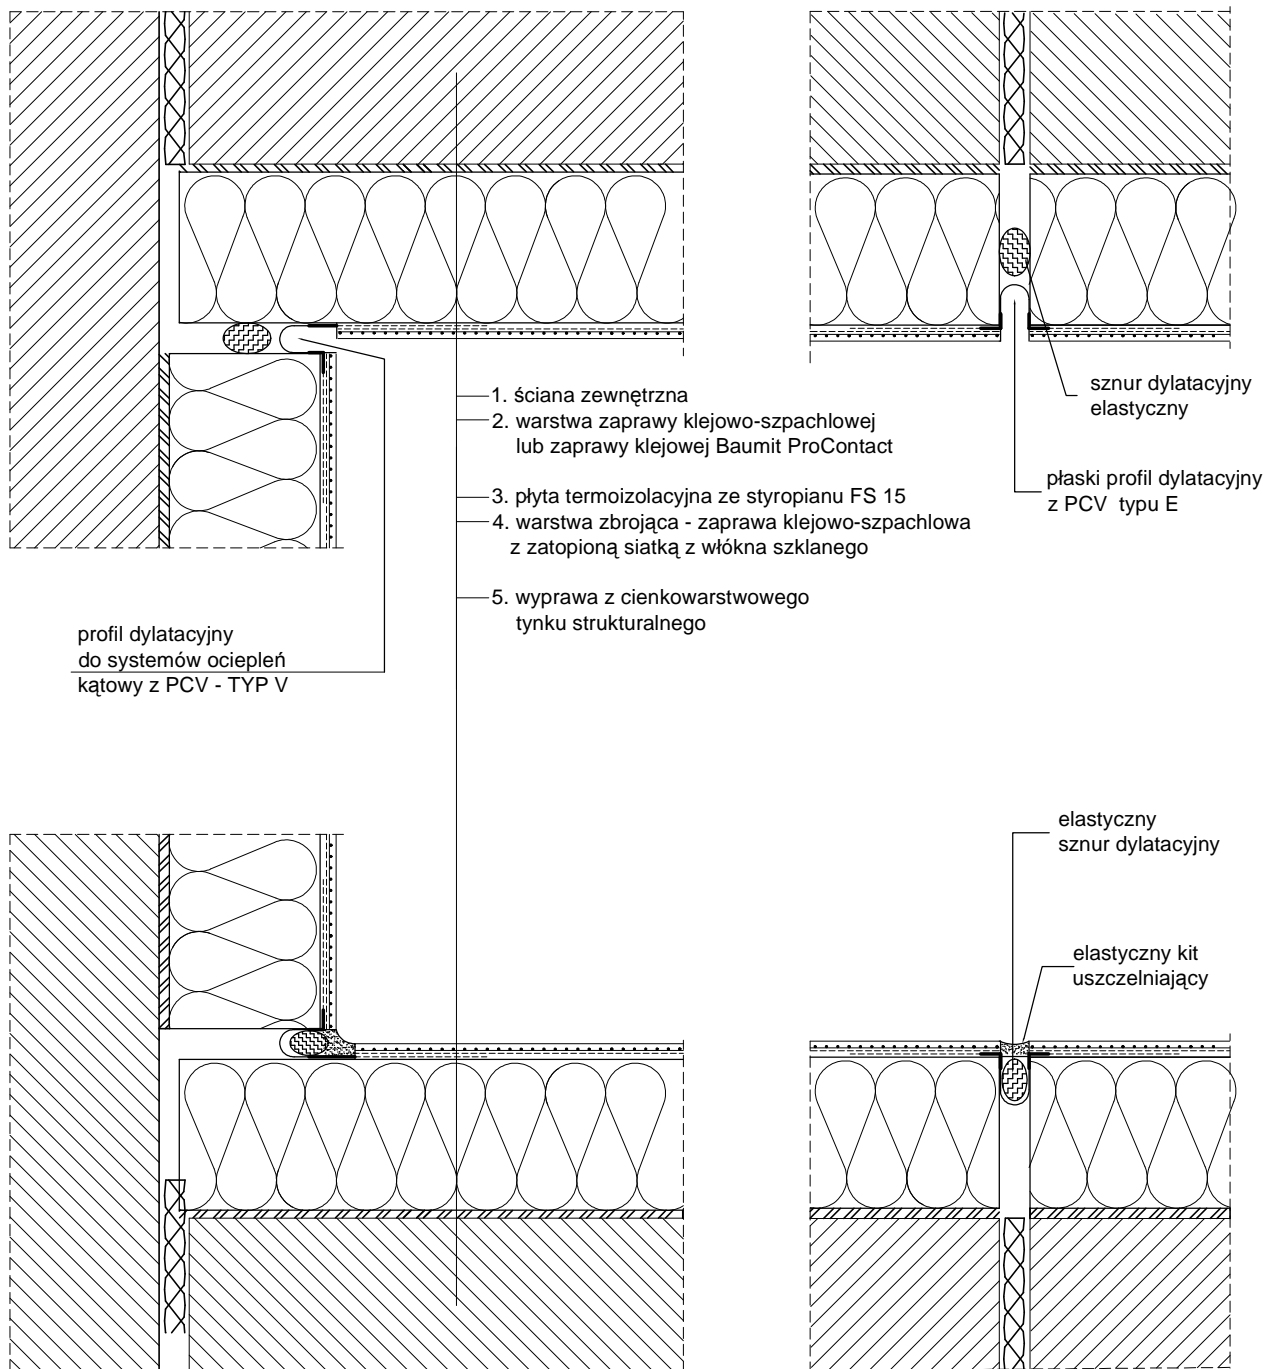 1. ściana zewnętrzna
2. warstwa zaprawy klejowo-szpachlowej
lub zaprawy klejowej Baumit ProContact
3. płyta termoizolacyjna ze styropianu FS 15
4. warstwa zbrojąca - zaprawa klejowo-szpachlowa
z zatopioną siatką z włókna szklanego
5. wyprawa z cienkowarstwowego
tynku strukturalnego
sznur dylatacyjny
elastyczny
płaski profil dylatacyjny
z PCV typu E
profil dylatacyjny
do systemów ociepleń
kątowy z PCV - TYP V
elastyczny
sznur dylatacyjny
elastyczny kit
uszczelniający